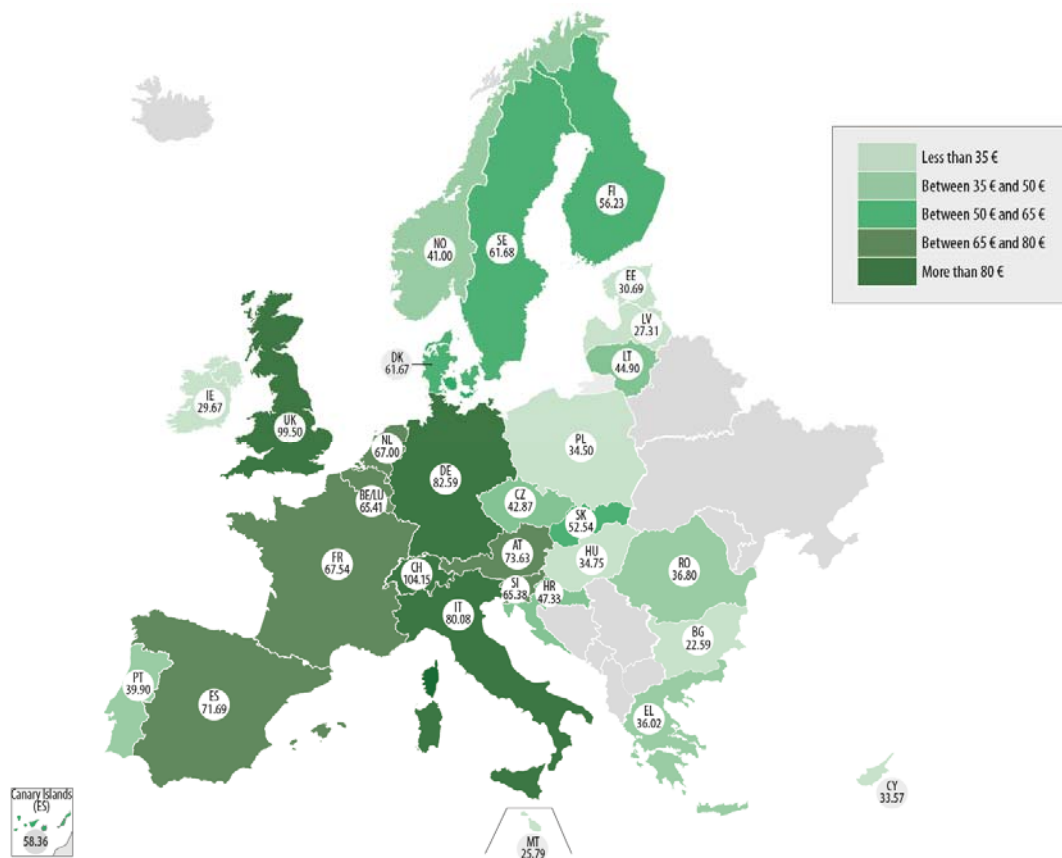 Less than 35 €
Between 35 € and 50 €
Between 50 € and 65 €
Between 65 € and 80 €
More than 80 €
FI
56.23
NO
41.00
SE
61.68
EE
30.69
LV
27.31
LT
44.90
DK
61.67
IE
29.67
UK
99.50
NL
67.00
DE
82.59
PL
34.50
BE/LU
65.41
CZ
42.87
SK
52.54
FR
67.54
CH
104.15
AT
73.63
HU
34.75
RO
36.80
SI
65.38
HR
47.33
IT
80.08
BG
22.59
PT
39.90
ES
71.69
EL
36.02
Canary Islands
(ES)
58.36
CY
33.57
MT
25.79